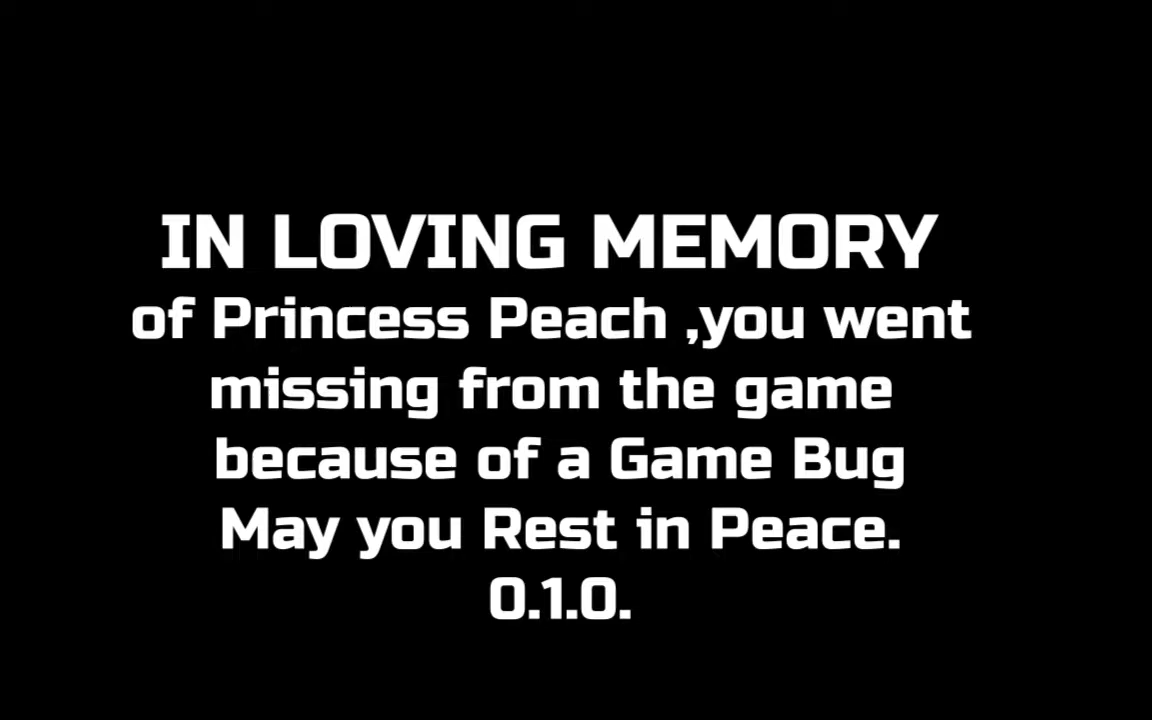 IN LOVING MEMORY
of Princess Peach ,you went
missing from the game
because of a Game Bug
May you Rest in Peace.
0.1.0.